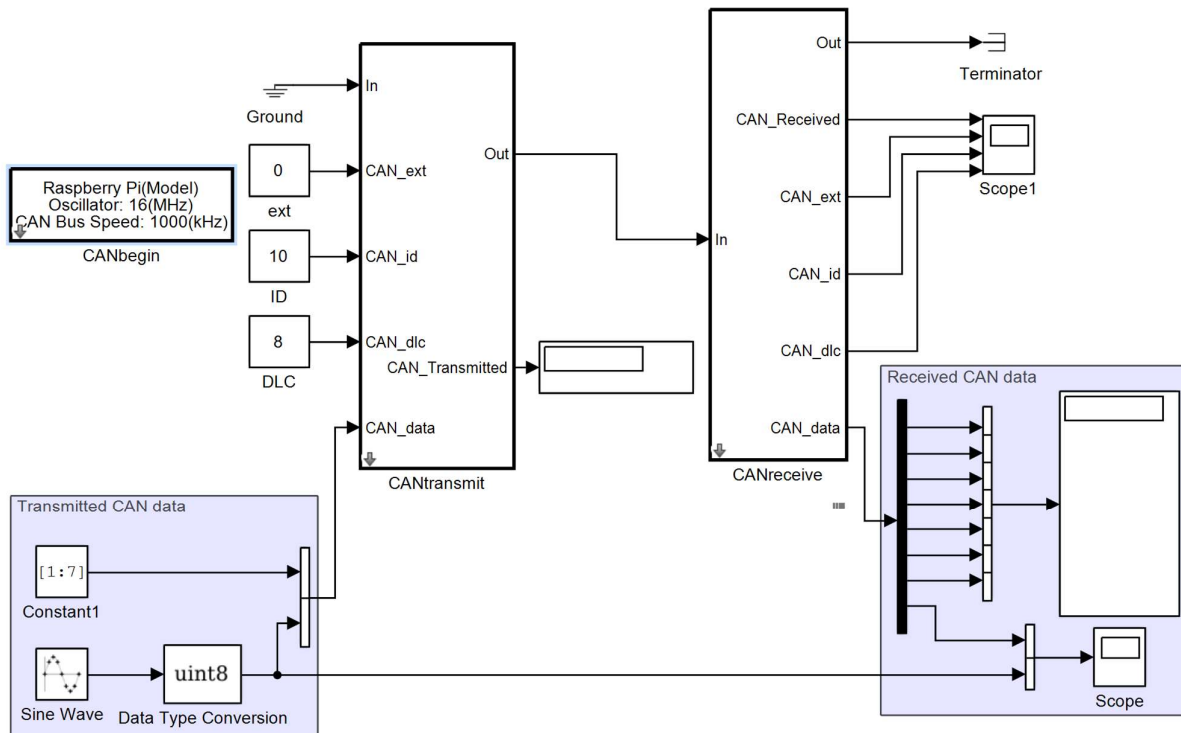 Ground
In
CAN_ext
CAN_id
CAN_dlc
CAN_data
Out
CAN_Transmitted
CANtransmit
0
ext
10
ID
8
DLC
Raspberry Pi(Model)
Oscillator: 16(MHz)
CAN Bus Speed: 1000(kHz)
CANbegin
In
Out
CAN_Received
CAN_ext
CAN_id
CAN_dlc
CAN_data
CANreceive
Terminator
Scope1
Transmitted CAN data
[1:7]
Constant1
Sine Wave
uint8
Data Type Conversion
Received CAN data
Scope